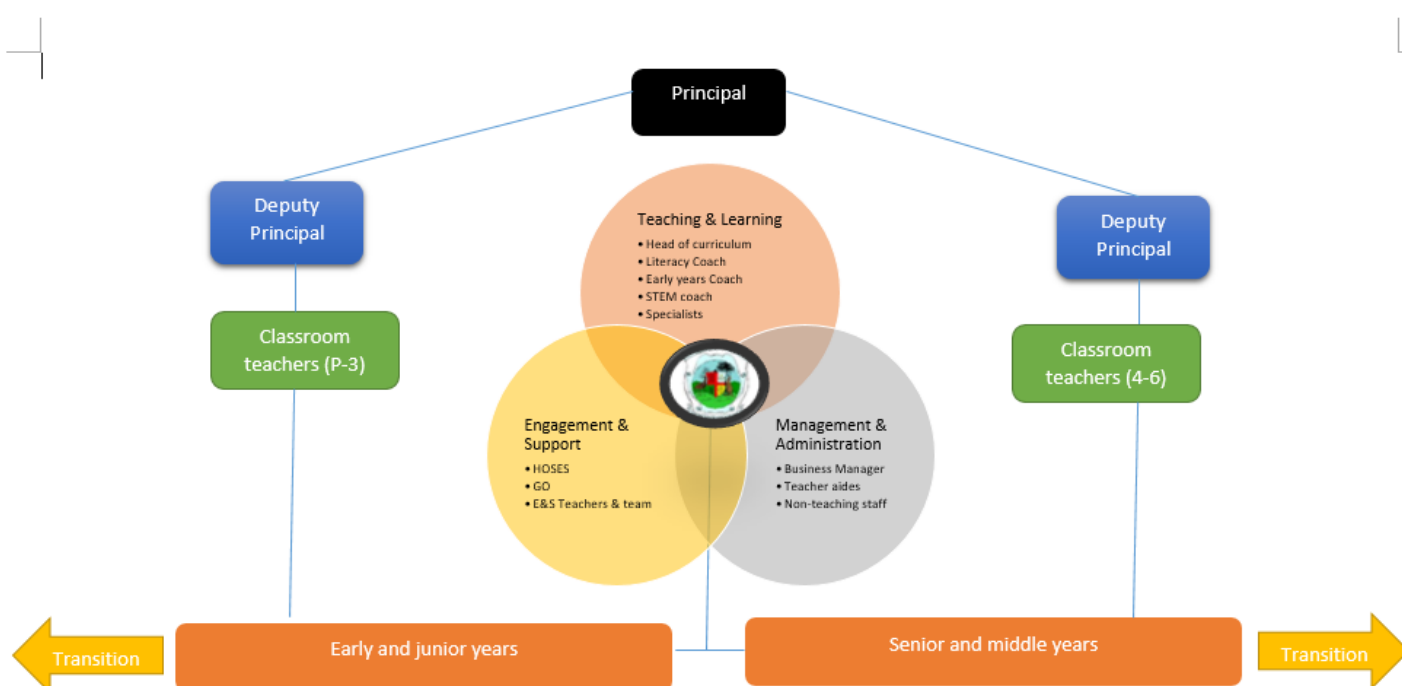 Principal
Deputy
Principal
Deputy
Principal
Teaching & Learning
• Head of curriculum
• Literacy Coach
• Early years Coach
• STEM coach
• Specialists
Classroom
teachers (P-3)
Classroom
teachers (4-6)
Engagement &
Support
• HOSES
• GO
• E&S Teachers & team
Management &
Administration
• Business Manager
• Teacher aides
• Non-teaching staff
Transition
Early and junior years
Senior and middle years
Transition